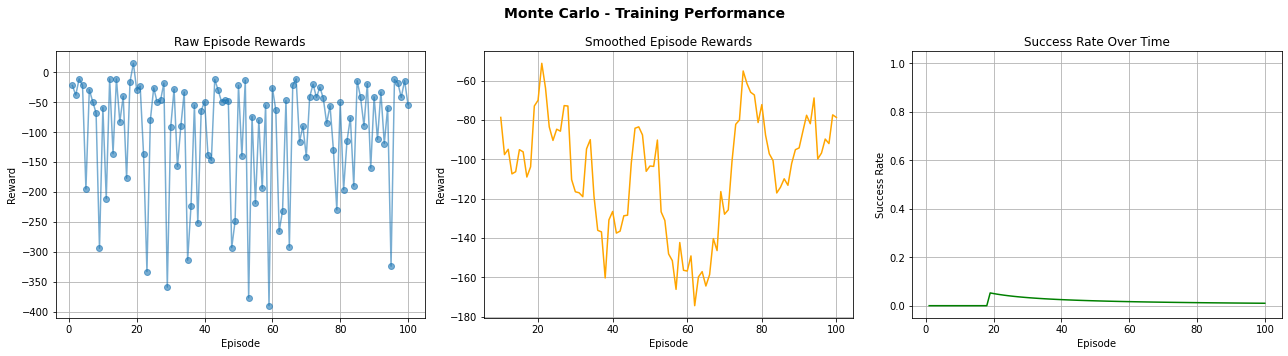 Monte Carlo - Training Performance
Raw Episode Rewards
0
−50
−100
−150
−200
−250
−300
−350
−400
Reward
0 20 40 60 80 100
Episode
Smoothed Episode Rewards
−60
−80
−100
−120
−140
−160
−180
Reward
20 40 60 80 100
Episode
Success Rate Over Time
1.0
0.8
0.6
0.4
0.2
0.0
Success Rate
0 20 40 60 80 100
Episode